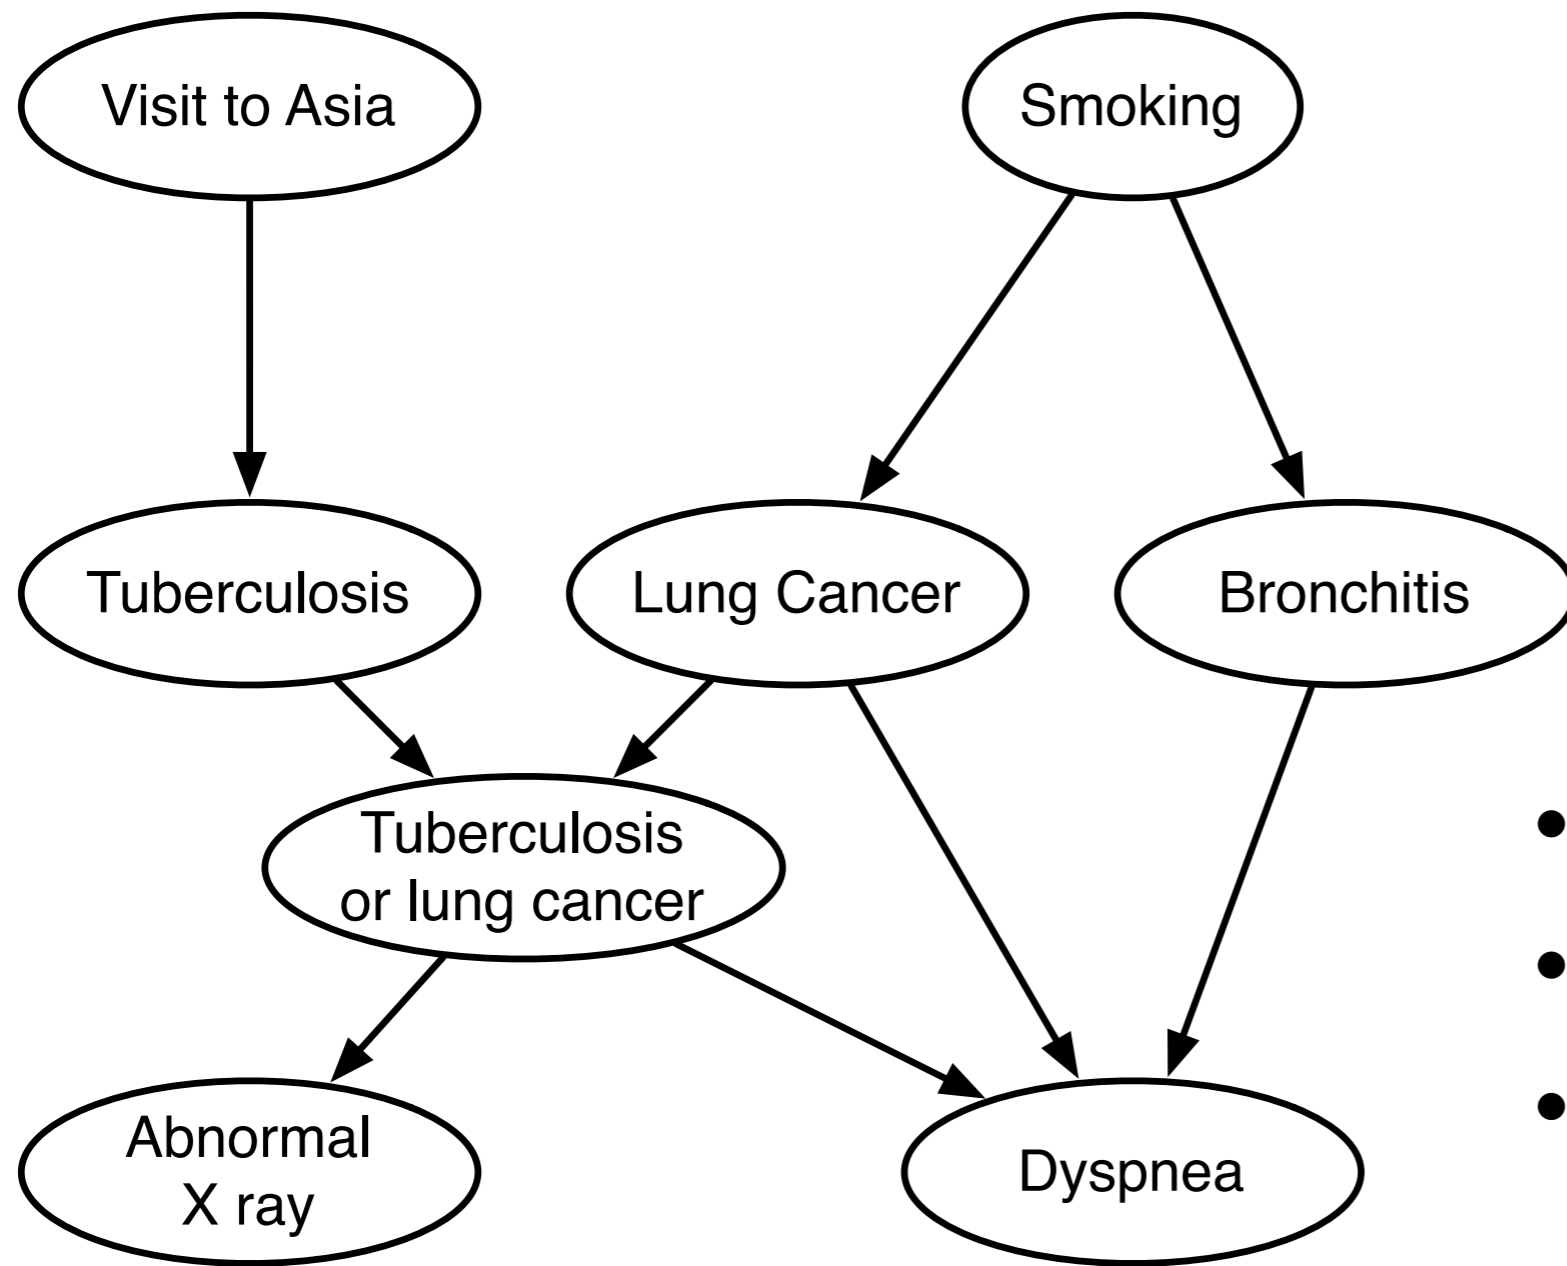 Visit to Asia
Smoking
Tuberculosis
Lung Cancer
Bronchitis
Tuberculosis
or lung cancer
Abnormal
X ray
Dyspnea
•
•
•